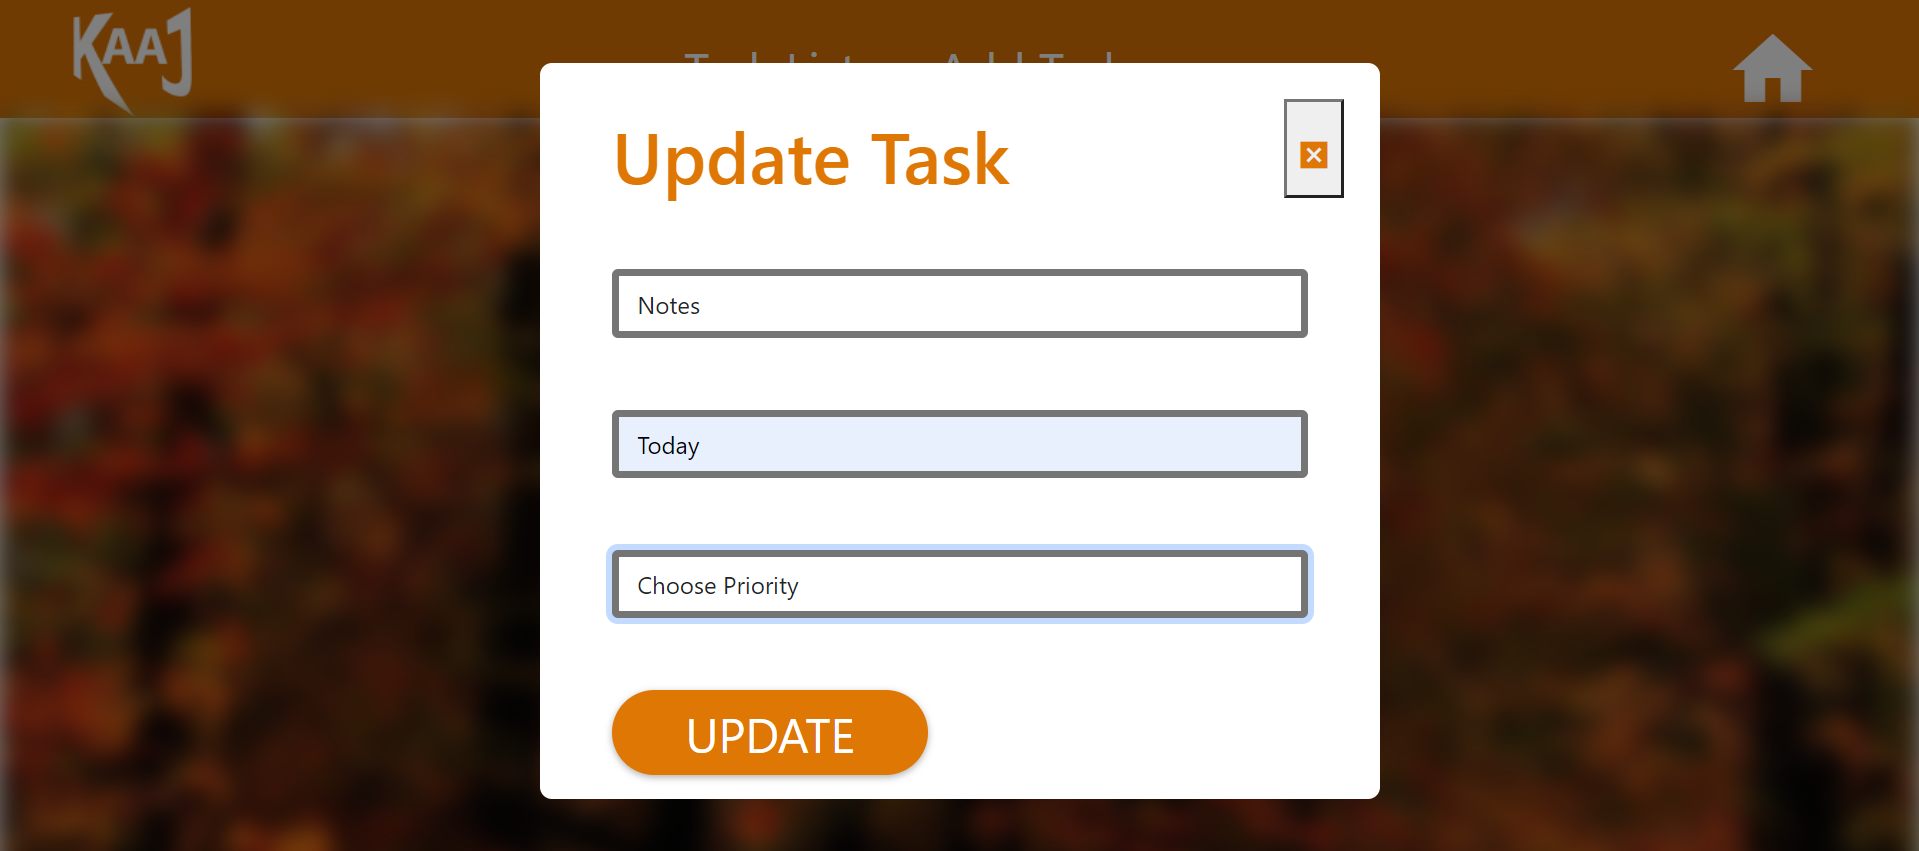 KAAJ
Update Task
Notes
Today
Choose Priority
UPDATE